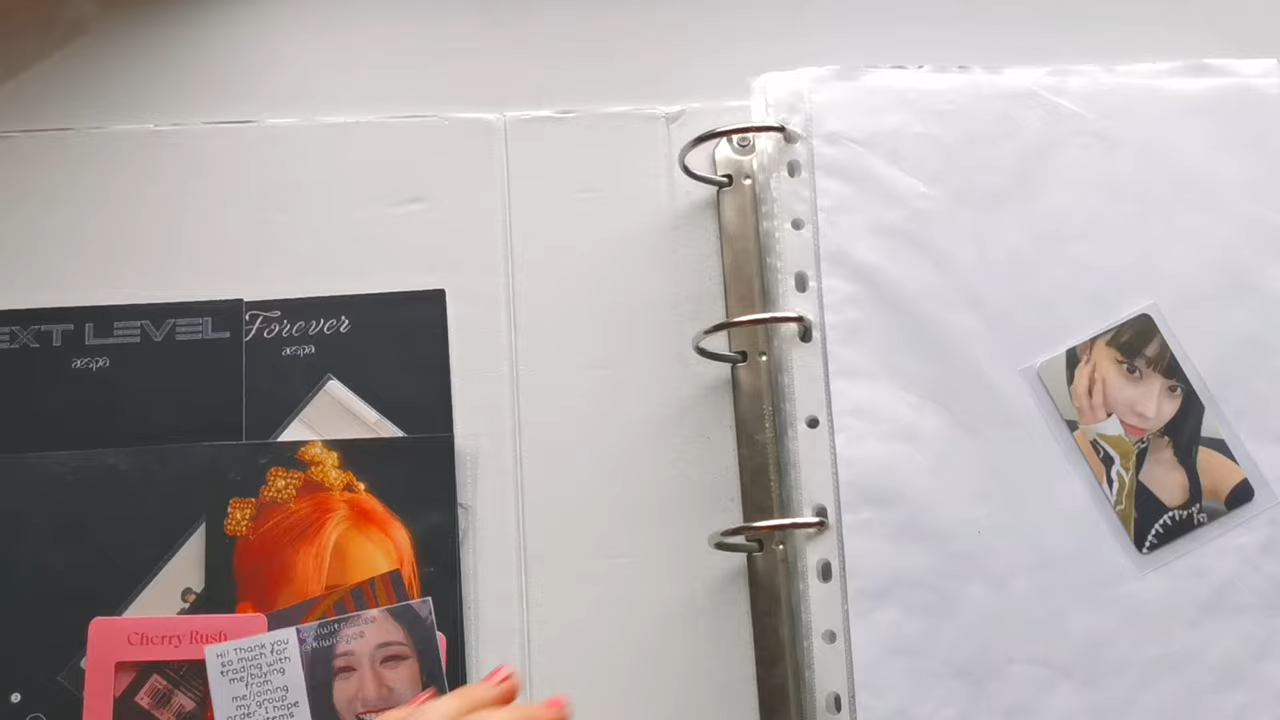 EXT LEVEL
aespa
Forever
aespa
Cherry Rush
Hi! Thank you
so much for
trading with
me/buying
from
me/joining
my group
order. I hope
items